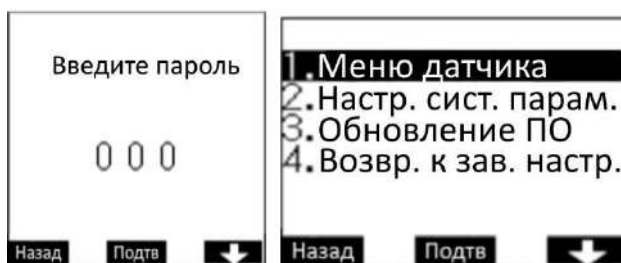 Введите пароль
0 0 0
Назад Подтв
1.Меню датчика
2.Настр. сист. парам.
3.Обновление ПО
4.Возвр. к зав. настр.
Назад Подтв